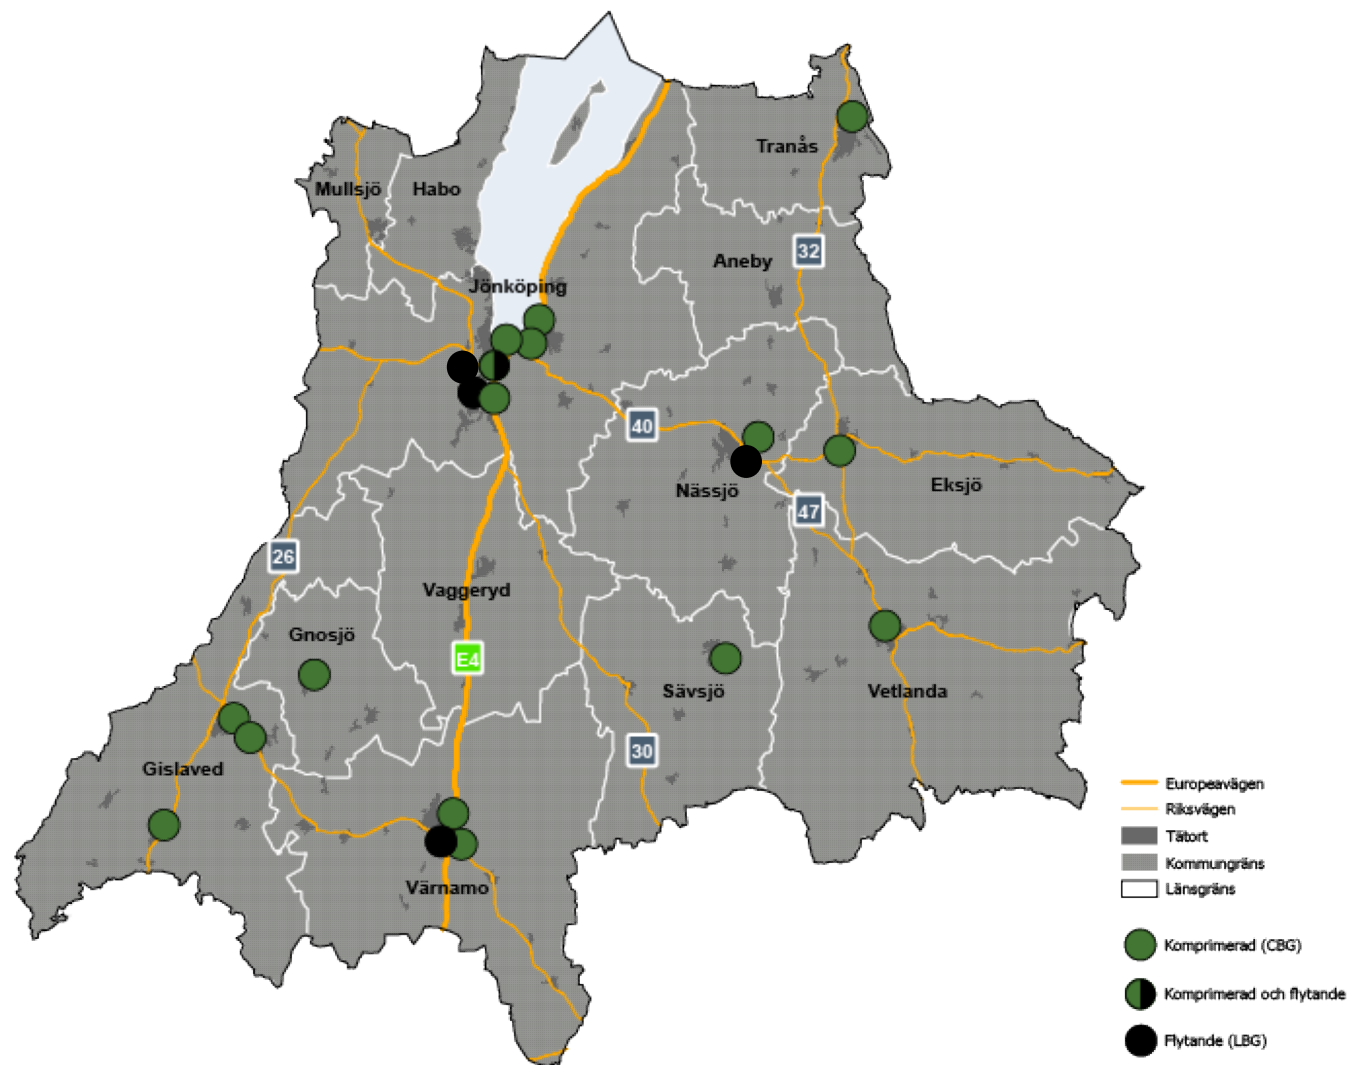 Tranås
Mullsjö
Habo
32
Aneby
Jönköping
40
Nässjö
Eksjö
47
26
Vaggeryd
Gnosjö
E4
Sävsjö
Vetlanda
30
Gislaved
Värnamo
Europeavägen
Riksvägen
Tätort
Kommungräns
Länsgräns
Komprimerad (CBG)
Komprimerad och flytande
Flytande (LBG)